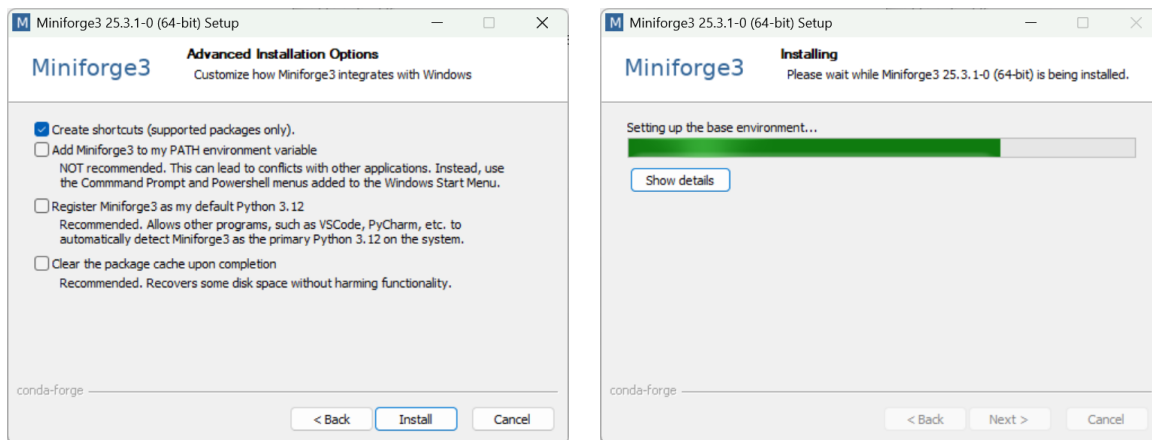 M Miniforge3 25.3.1-0 (64-bit) Setup
Miniforge3
Advanced Installation Options
Customize how Miniforge3 integrates with Windows
Create shortcuts (supported packages only).
Add Miniforge3 to my PATH environment variable
NOT recommended. This can lead to conflicts with other applications. Instead, use
the Commmand Prompt and Powershell menus added to the Windows Start Menu.
Register Miniforge3 as my default Python 3.12
Recommended. Allows other programs, such as VSCode, PyCharm, etc. to
automatically detect Miniforge3 as the primary Python 3.12 on the system.
Clear the package cache upon completion
Recommended. Recovers some disk space without harming functionality.
conda-forge
< Back
Install
Cancel
M Miniforge3 25.3.1-0 (64-bit) Setup
Miniforge3
Installing
Please wait while Miniforge3 25.3.1-0 (64-bit) is being installed.
Setting up the base environment...
Show details
conda-forge
< Back
Next >
Cancel